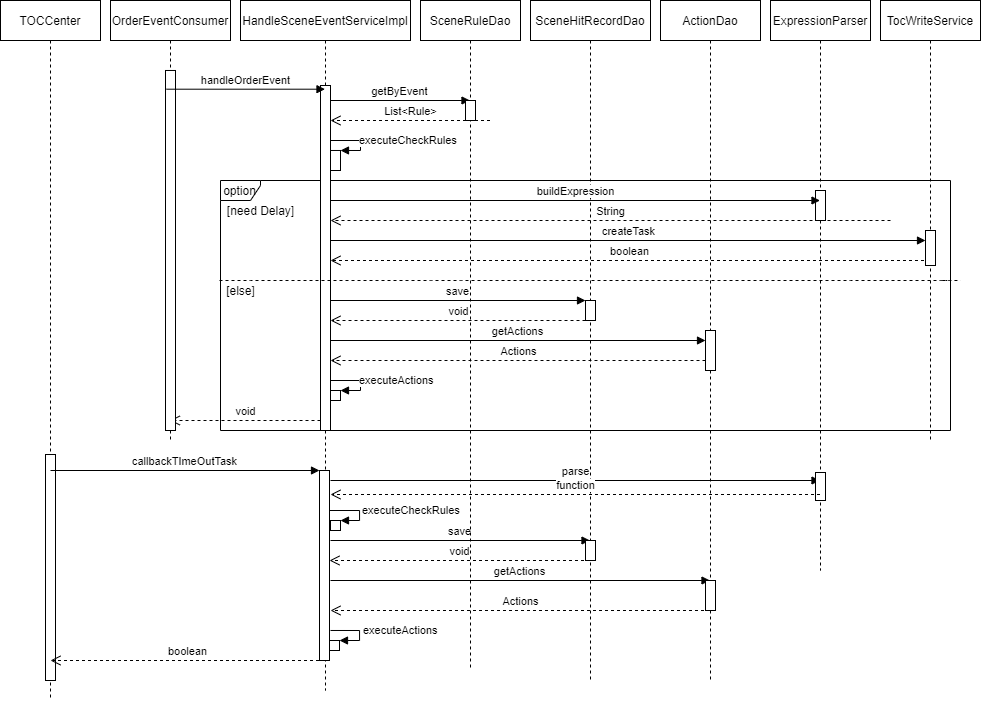 TOCCenter
OrderEventConsumer
HandleSceneEventServiceImpl
SceneRuleDao
SceneHitRecordDao
ActionDao
ExpressionParser
TocWriteService
handleOrderEvent
getByEvent
List<Rule>
executeCheckRules
option
buildExpression
[need Delay]
String
createTask
boolean
[else]
save
void
getActions
Actions
executeActions
void
callbackTImeOutTask
parse
function
executeCheckRules
save
void
getActions
Actions
executeActions
boolean